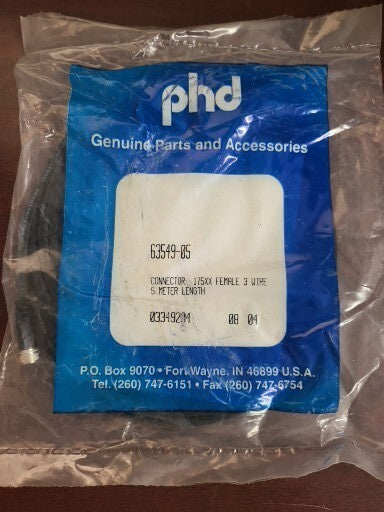 phd
Genuine Parts and Accessories
63549-05
CONNECTOR, 175XX FEMALE 3 WIRE
5 METER LENGTH
08 04
P.O. Box 9070 • Fort Wayne, IN 46899 U.S.A.
Tel. (260) 747-6151 • Fax (260) 747-6754